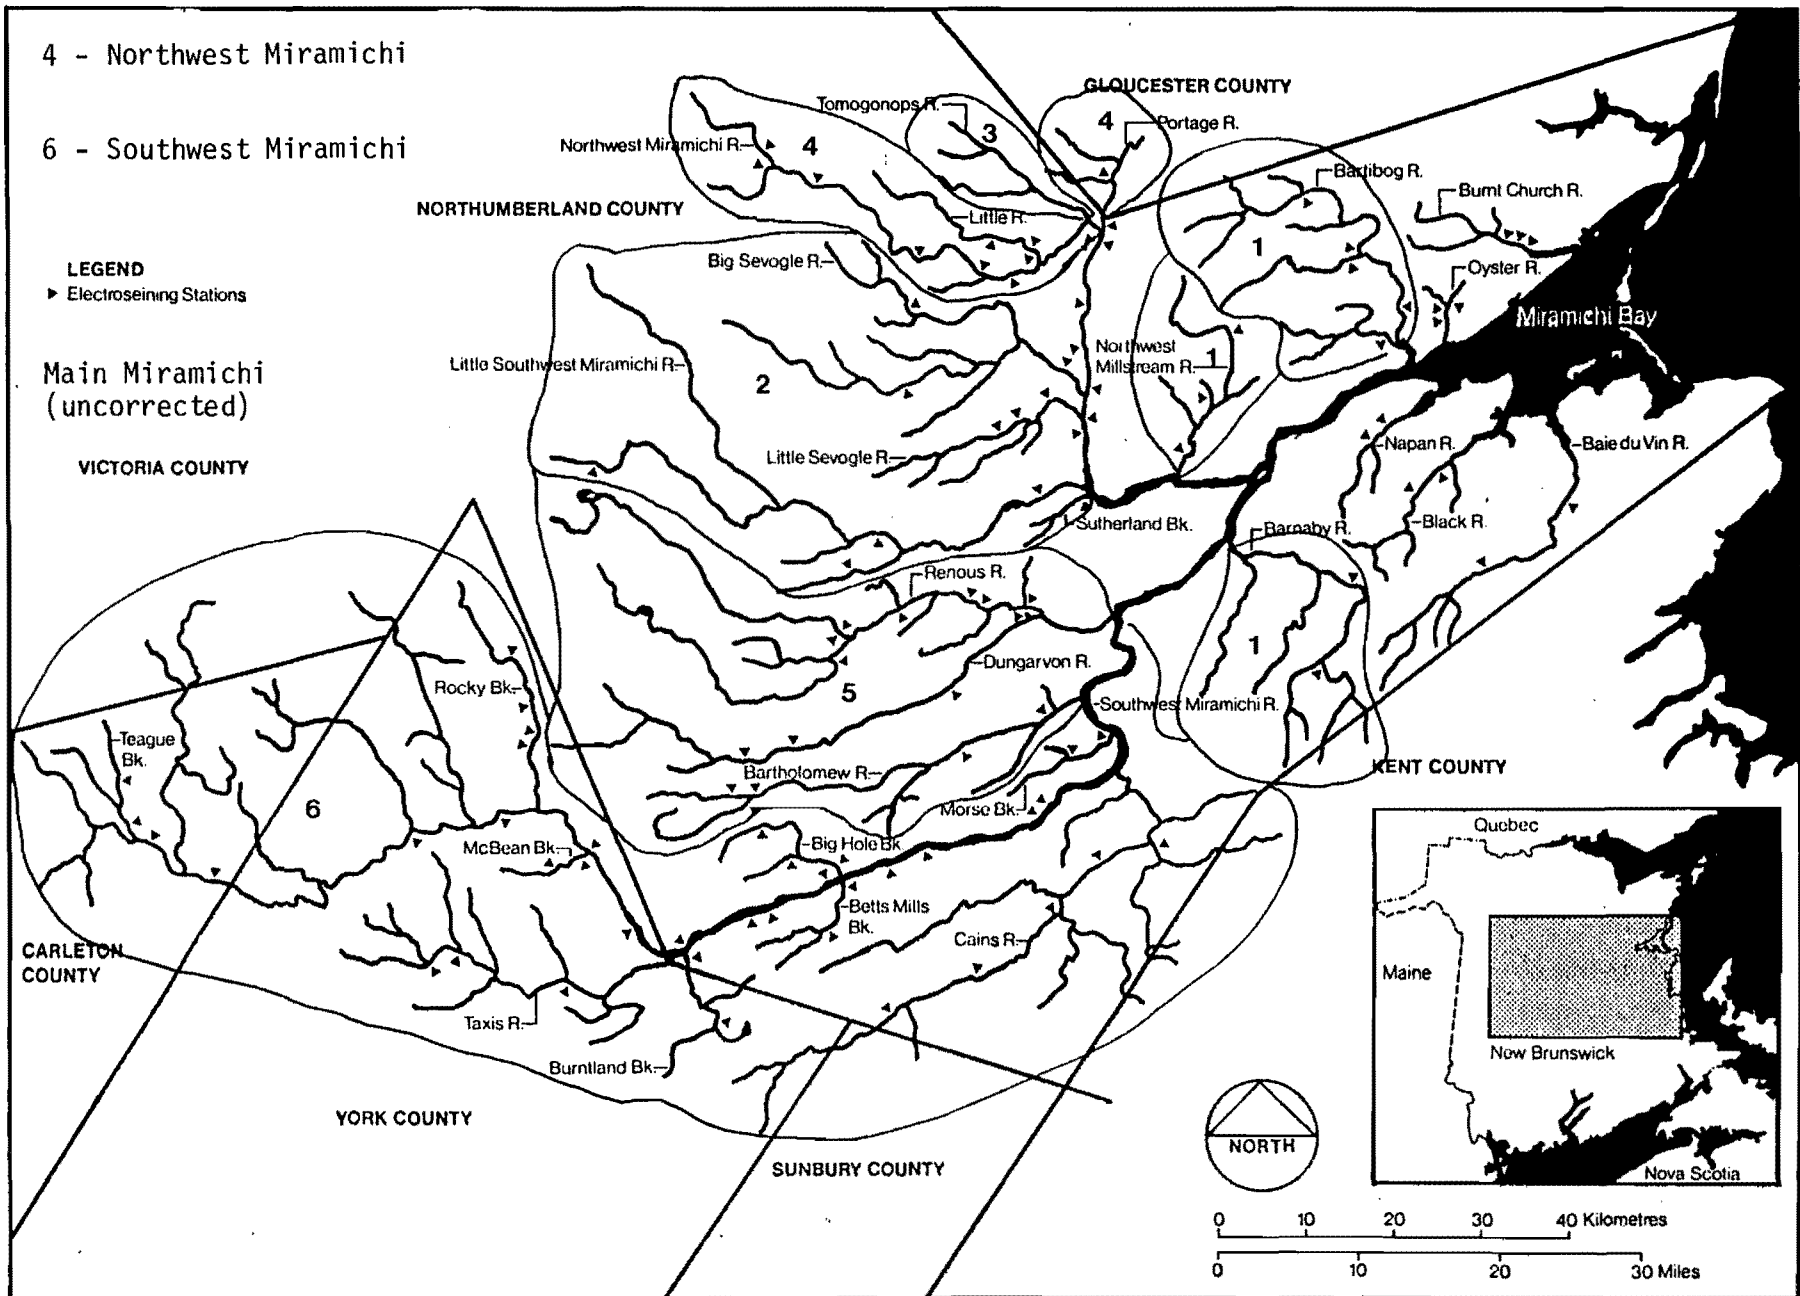 4 - Northwest Miramichi
6 - Southwest Miramichi
LEGEND
Electroseining Stations
Main Miramichi
(uncorrected)
GLOUCESTER COUNTY
Tomogonops R.
3
4
Portage R.
Northwest Miramichi R.
4
NORTHUMBERLAND COUNTY
Little R.
Bartibog R.
Burnt Church R.
1
Big Sevogle R.
Oyster R.
Miramichi Bay
Northwest
Millstream R.
1
Little Southwest Miramichi R.
2
Little Sevogle R.
Napan R.
Baie du Vin R.
VICTORIA COUNTY
Sutherland Bk.
Barnaby R.
Black R.
Renous R.
1
Dungarvon R.
Rocky Bk.
5
Southwest Miramichi R.
Teague
Bk.
Bartholomew R.
KENT COUNTY
6
Morse Bk.
McBean Bk.
Big Hole Bk.
Betts Mills
Bk.
Cains R.
CARLETON
COUNTY
Taxis R.
Burntland Bk.
YORK COUNTY
SUNBURY COUNTY
Quebec
Maine
New Brunswick
Nova Scotia
NORTH
0 10 20 30 40 Kilometres
0 10 20 30 Miles